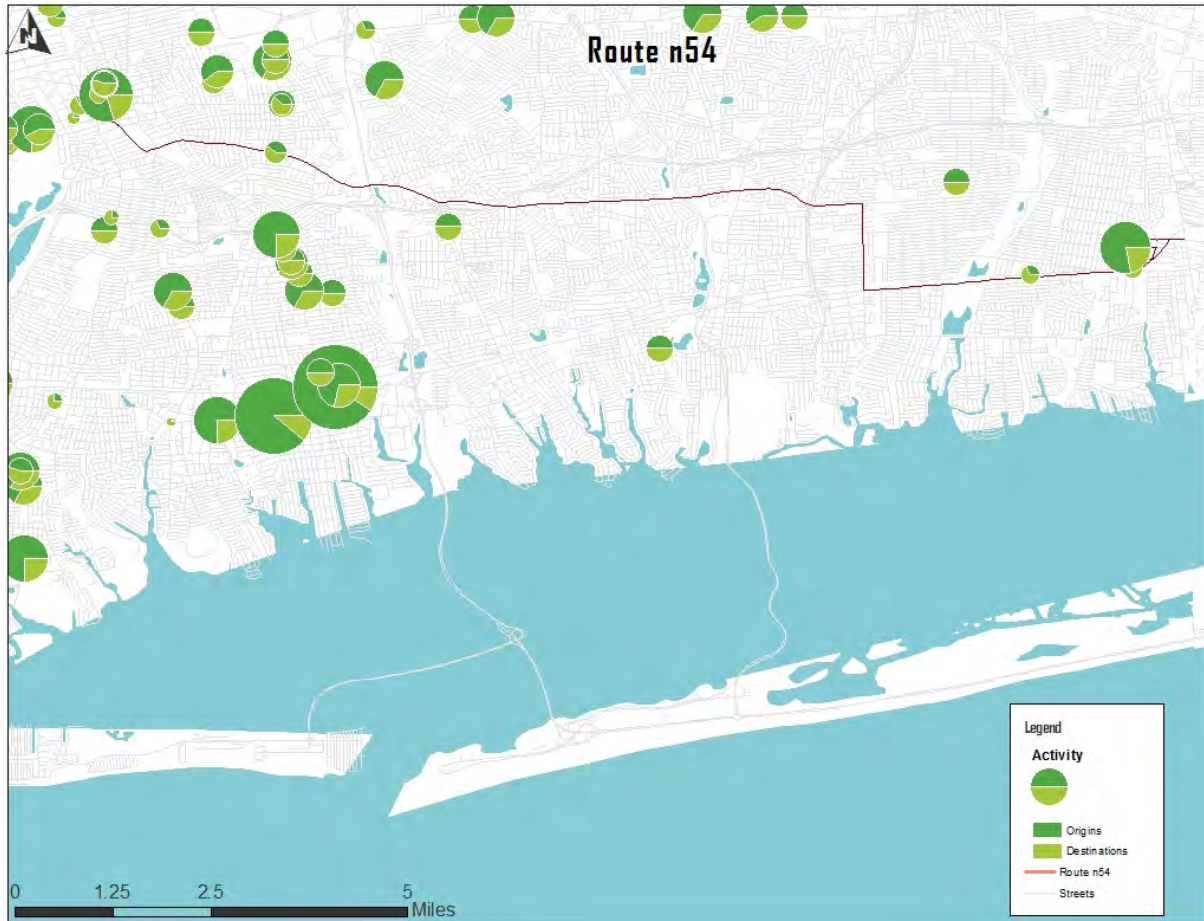 N
Route n54
Legend
Activity
Origins
Destinations
Route n54
Streets
0 1.25 2.5 5
Miles